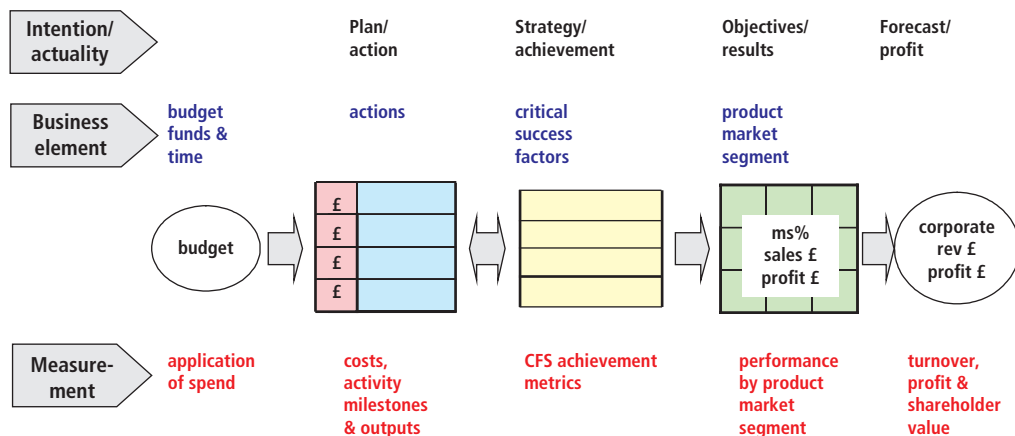 Intention/
actuality
Plan/
action
Strategy/
achievement
Objectives/
results
Forecast/
profit
Business
element
budget
funds &
time
actions
critical
success
factors
product
market
segment
budget
£
£
£
£
ms%
sales £
profit £
corporate
rev £
profit £
Measure-
ment
application
of spend
costs,
activity
milestones
& outputs
CFS achievement
metrics
performance
by product
market
segment
turnover,
profit &
shareholder
value